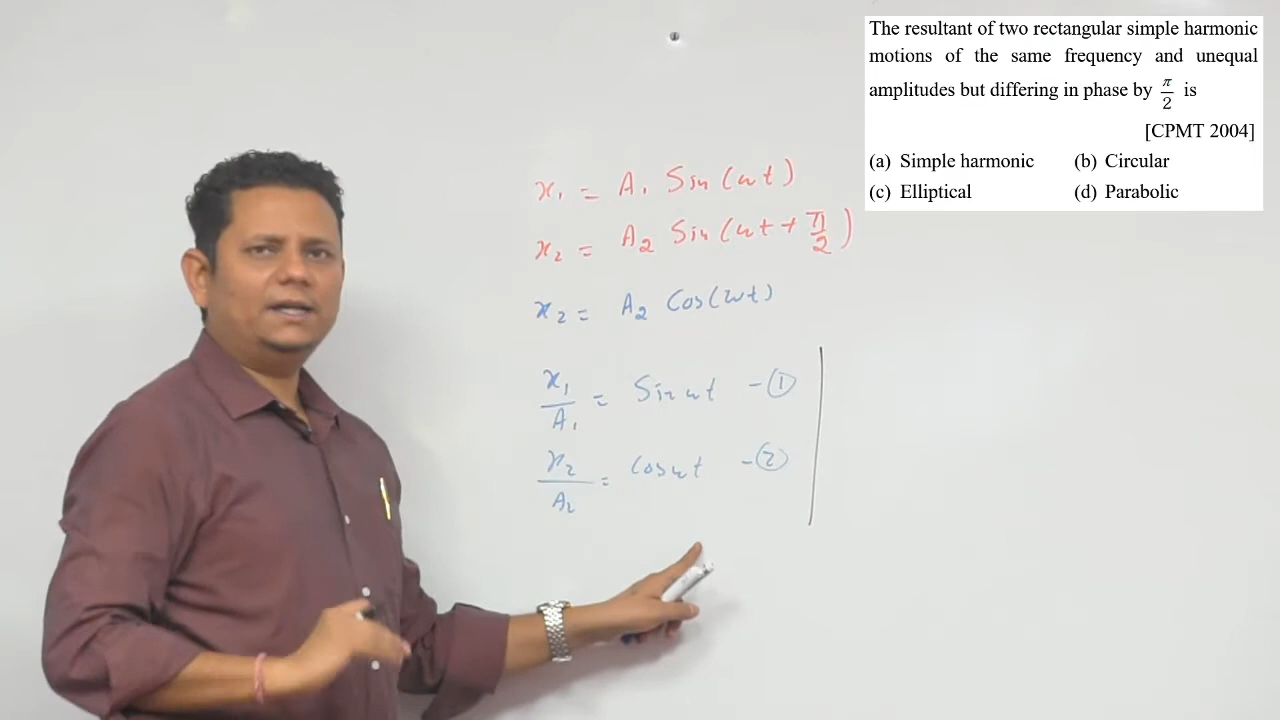 The resultant of two rectangular simple harmonic
motions of the same frequency and unequal
amplitudes but differing in phase by π/2 is
[CPMT 2004]
(a) Simple harmonic (b) Circular
(c) Elliptical (d) Parabolic
x₁ = A₁ Sin (ωt)
x₂ = A₂ Sin (ωt + π/2)
x₂ = A₂ Cos (ωt)
x₁/A₁ = Sin ωt - ①
x₂/A₂ = cos ωt - ②